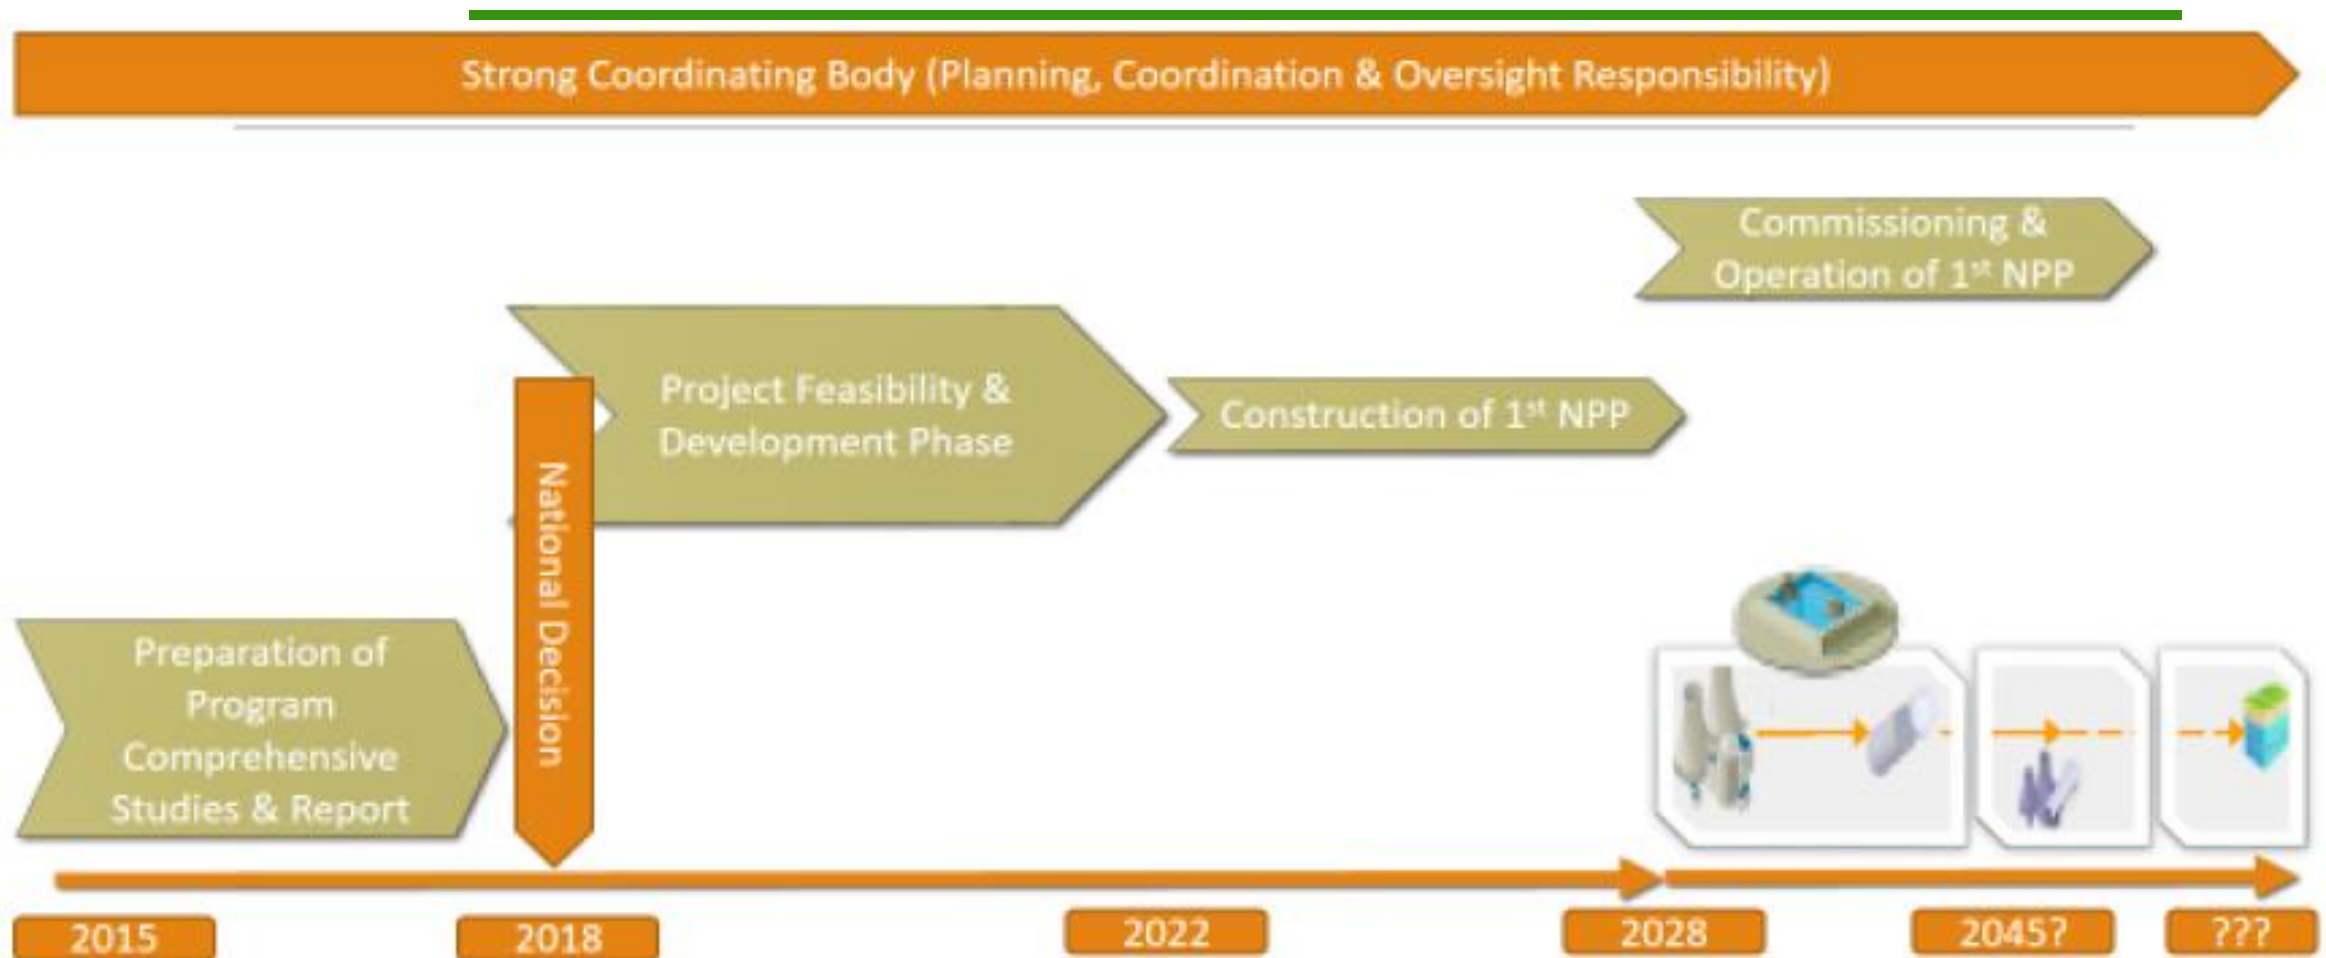 Strong Coordinating Body (Planning, Coordination & Oversight Responsibility)
Commissioning &
Operation of 1st NPP
Project Feasibility &
Development Phase
Construction of 1st NPP
National Decision
Preparation of
Program
Comprehensive
Studies & Report
2015
2018
2022
2028
2045?
???